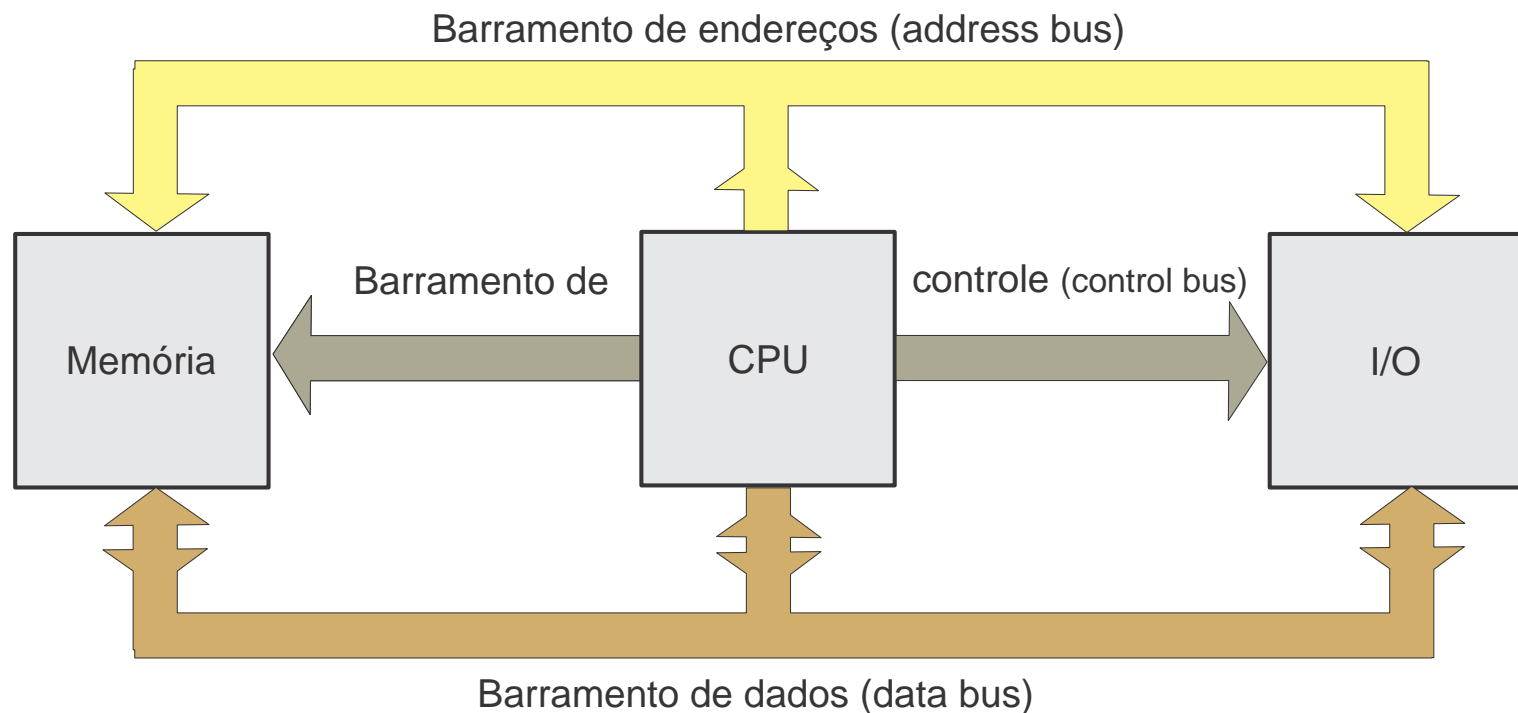 Barramento de endereços (address bus)
Barramento de
controle (control bus)
Memória
CPU
I/O
Barramento de dados (data bus)